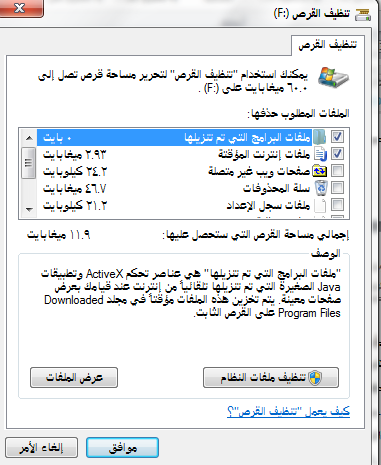 تنظيف القرص (F:)
تنظيف القرص
يمكنك استخدام "تنظيف القرص" لتحرير مساحة قرص تصل إلى
٦٠.٠ ميغابايت على (F:) .
الملفات المطلوب حذفها:
ملفات البرامج التي تم تنزيلها ٠ بايت
ملفات إنترنت المؤقتة ٢.٩٣ ميغابايت
صفحات ويب غير متصلة ٢٤.٢ كيلوبايت
سلة المحذوفات ٤٦.٧ ميغابايت
ملفات سجل الإعداد ٢١.٢ كيلوبايت
إجمالي مساحة القرص التي ستحصل عليها: ١١.٩ ميغابايت
الوصف
"ملفات البرامج التي تم تنزيلها" هي عناصر تحكم ActiveX وتطبيقات
Java الصغيرة التي تم تنزيلها تلقائياً من إنترنت عند قيامك بعرض
صفحات معينة. يتم تخزين هذه الملفات مؤقتاً في مجلد Downloaded
Program Files على القرص الثابت.
تنظيف ملفات النظام
عرض الملفات
كيف يعمل "تنظيف القرص"؟
موافق
إلغاء الأمر